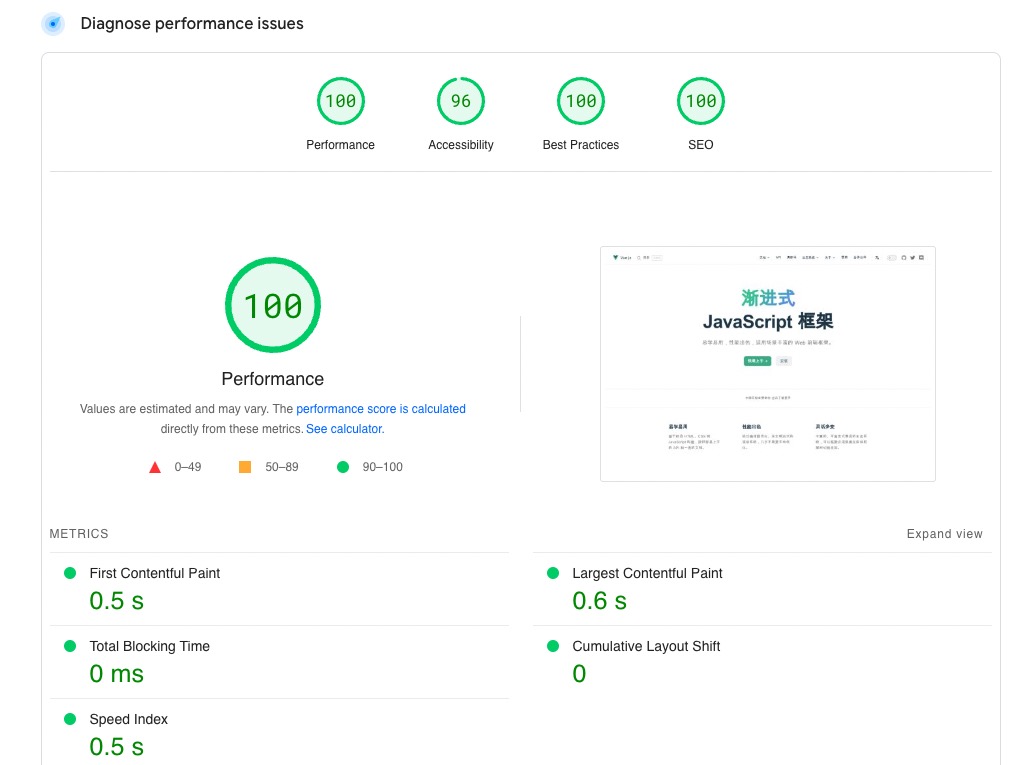 Diagnose performance issues
100
96
100
100
Performance
Accessibility
Best Practices
SEO
100
Performance
Values are estimated and may vary. The performance score is calculated
directly from these metrics. See calculator.
0–49
50–89
90–100
渐进式
JavaScript 框架
METRICS
Expand view
First Contentful Paint
0.5 s
Largest Contentful Paint
0.6 s
Total Blocking Time
0 ms
Cumulative Layout Shift
0
Speed Index
0.5 s